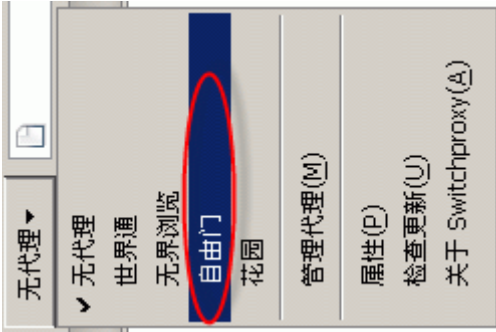 无代理
无代理
世界通
无界浏览
自由门
花园
管理代理(M)
属性(P)
检查更新(U)
关于 Switchproxy(A)